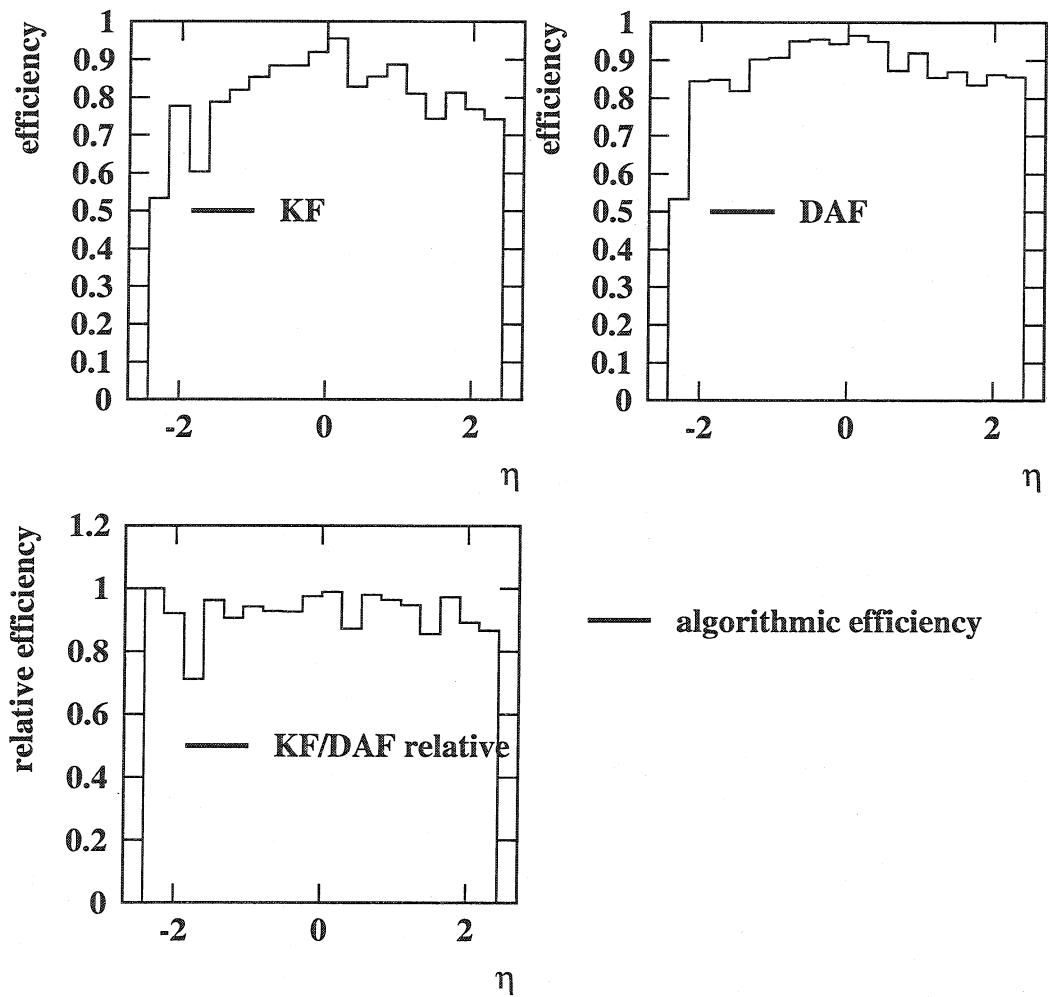 efficiency
1
0.9
0.8
0.7
0.6
0.5
0.4
0.3
0.2
0.1
0
KF
-2 0 2
η
efficiency
1
0.9
0.8
0.7
0.6
0.5
0.4
0.3
0.2
0.1
0
DAF
-2 0 2
η
relative efficiency
1.2
1
0.8
0.6
0.4
0.2
0
KF/DAF relative
-2 0 2
η
algorithmic efficiency